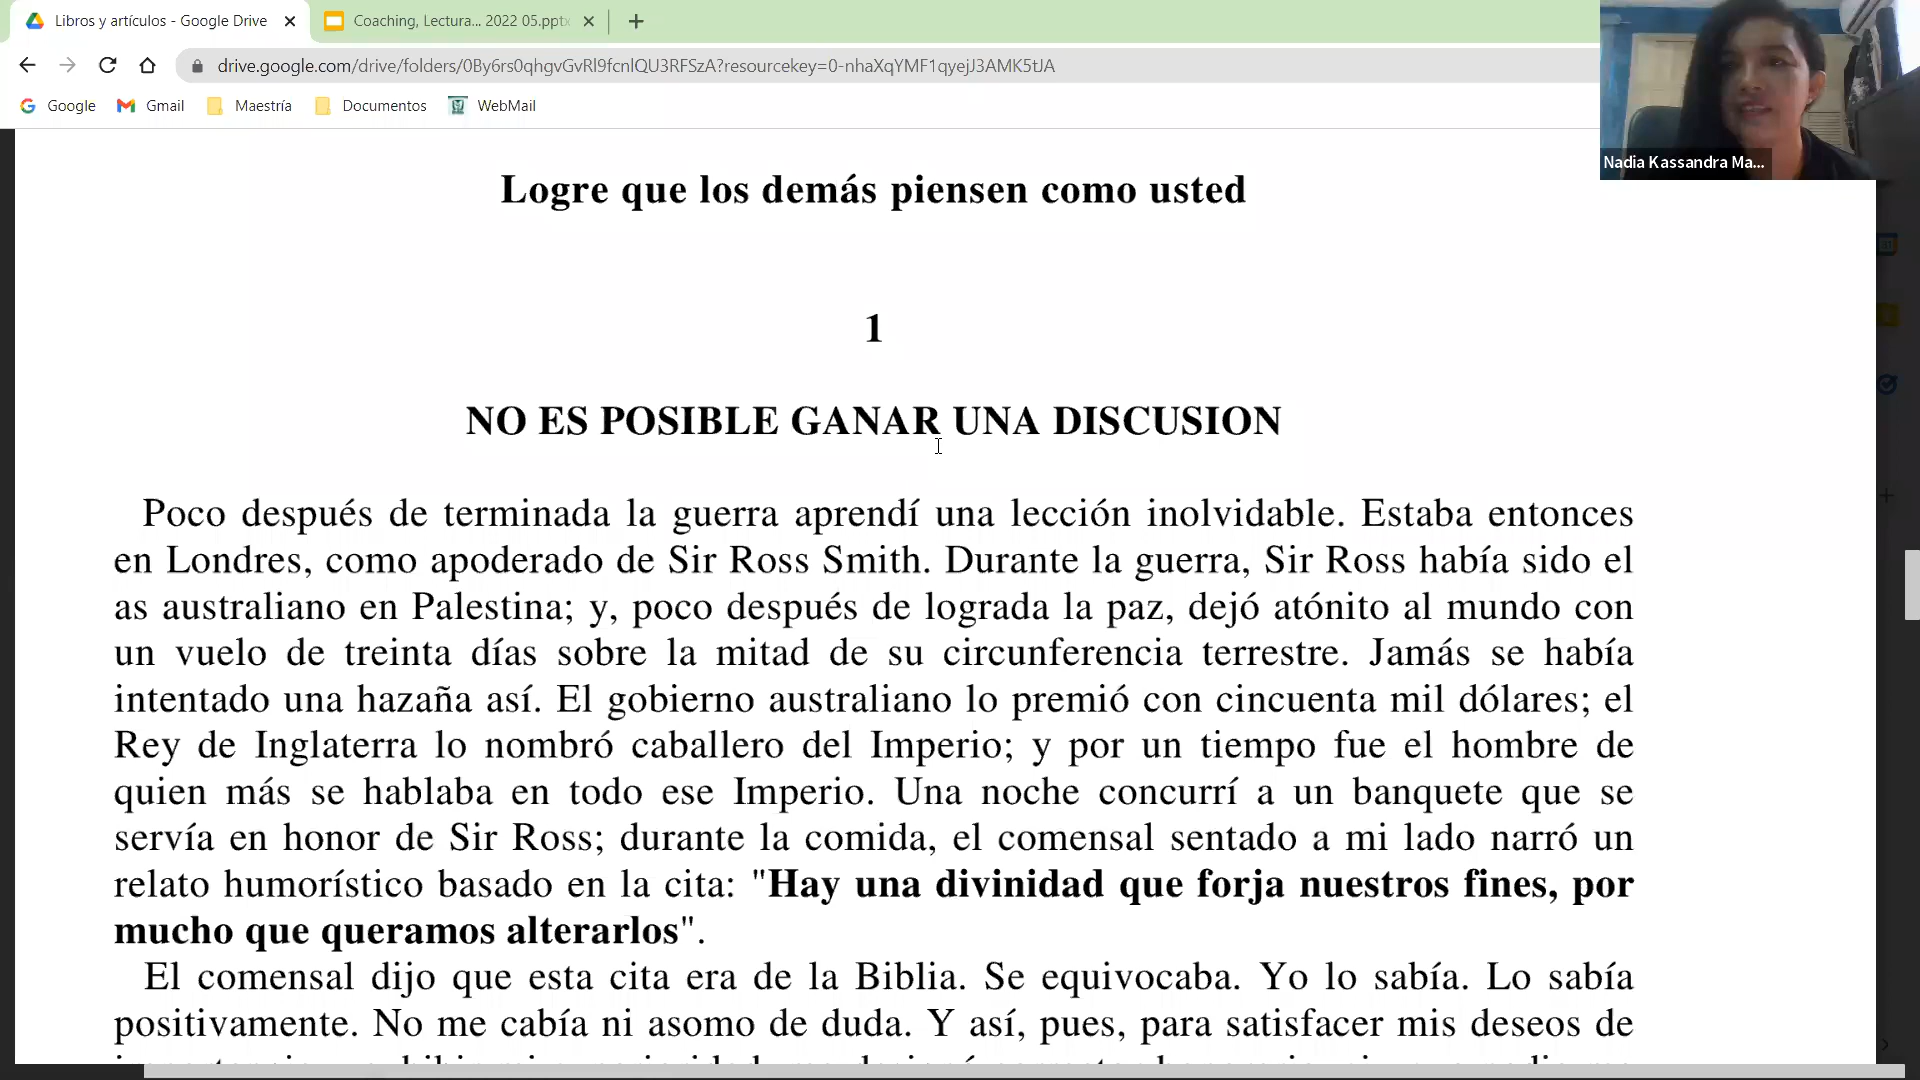 Libros y artículos - Google Drive
Coaching, Lectura... 2022 05.pptx
drive.google.com/drive/folders/0By6rs0qhgvGvRl9fcnlQU3RFSzA?resourcekey=0-nhaXqYMF1qyejJ3AMK5tJA
Google Gmail Maestría Documentos WebMail
Nadia Kassandra Ma...
Logre que los demás piensen como usted
1
NO ES POSIBLE GANAR UNA DISCUSION
Poco después de terminada la guerra aprendí una lección inolvidable. Estaba entonces
en Londres, como apoderado de Sir Ross Smith. Durante la guerra, Sir Ross había sido el
as australiano en Palestina; y, poco después de lograda la paz, dejó atónito al mundo con
un vuelo de treinta días sobre la mitad de su circunferencia terrestre. Jamás se había
intentado una hazaña así. El gobierno australiano lo premió con cincuenta mil dólares; el
Rey de Inglaterra lo nombró caballero del Imperio; y por un tiempo fue el hombre de
quien más se hablaba en todo ese Imperio. Una noche concurrí a un banquete que se
servía en honor de Sir Ross; durante la comida, el comensal sentado a mi lado narró un
relato humorístico basado en la cita: "Hay una divinidad que forja nuestros fines, por
mucho que queramos alterarlos".
El comensal dijo que esta cita era de la Biblia. Se equivocaba. Yo lo sabía. Lo sabía
positivamente. No me cabía ni asomo de duda. Y así, pues, para satisfacer mis deseos de